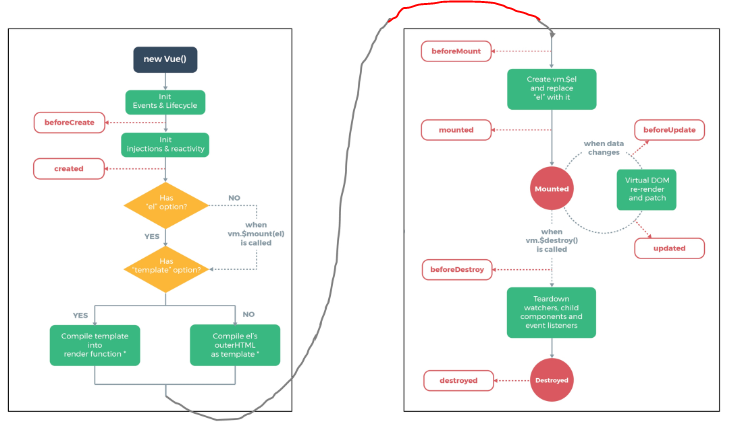 new Vue()
Init
Events & Lifecycle
beforeCreate
Init
Injections & reactivity
created
Has
"el" option?
NO
when
vm.$mount(el)
is called
YES
Has
"template" option?
YES
NO
Compile template
into
render function *
Compile el's
outerHTML
as template *
beforeMount
Create vm.$el
and replace
"el" with it
mounted
when data
changes
beforeUpdate
Mounted
Virtual DOM
re-render
and patch
when
vm.$destroy()
is called
updated
beforeDestroy
Teardown
watchers, child
components and
event listeners
destroyed
Destroyed